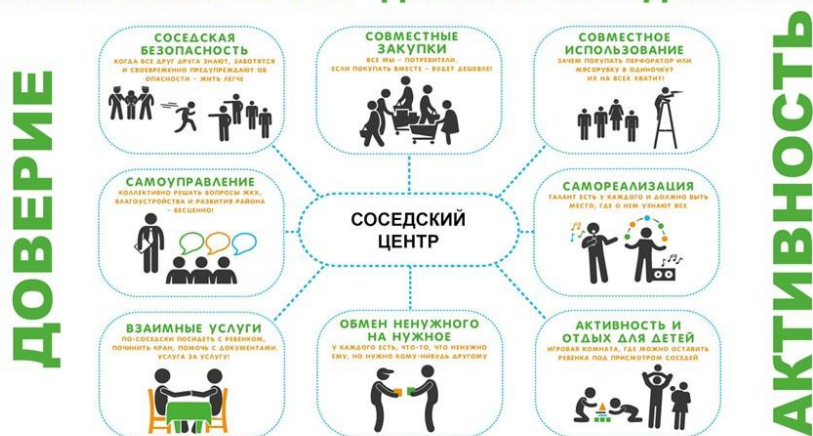 ДОВЕРИЕ
СОСЕДСКАЯ
БЕЗОПАСНОСТЬ
КОГДА ВСЕ ДРУГ ДРУГА ЗНАЮТ, ЗАБОТЯТСЯ
И СВОЕВРЕМЕННО ПРЕДУПРЕЖДАЮТ ОБ
ОПАСНОСТИ – ЖИТЬ ЛЕГЧЕ
СОВМЕСТНЫЕ
ЗАКУПКИ
ВСЕ МЫ – ПОТРЕБИТЕЛИ.
ЕСЛИ ПОКУПАТЬ ВМЕСТЕ – БУДЕТ ДЕШЕВЛЕ!
СОВМЕСТНОЕ
ИСПОЛЬЗОВАНИЕ
ЗАЧЕМ ПОКУПАТЬ ПЕРФОРАТОР ИЛИ
МЯСОРУБКУ В ОДИНОЧКУ?
ИХ НА ВСЕХ ХВАТИТ!
САМОУПРАВЛЕНИЕ
КОЛЛЕКТИВНО РЕШАТЬ ВОПРОСЫ ЖКХ,
БЛАГОУСТРОЙСТВА И РАЗВИТИЯ РАЙОНА
– БЕСЦЕННО!
СОСЕДСКИЙ
ЦЕНТР
САМОРЕАЛИЗАЦИЯ
ТАЛАНТ ЕСТЬ У КАЖДОГО И ДОЛЖНО БЫТЬ
МЕСТО, ГДЕ О НЕМ УЗНАЮТ ВСЕ
ВЗАИМНЫЕ УСЛУГИ
ПО-СОСЕДСКИ ПОСИДЕТЬ С РЕБЕНКОМ,
ПОЧИНИТЬ КРАН, ПОМОЧЬ С ДОКУМЕНТАМИ.
УСЛУГА ЗА УСЛУГУ!
ОБМЕН НЕНУЖНОГО
НА НУЖНОЕ
У КАЖДОГО ЕСТЬ, ЧТО-ТО, ЧТО НЕНУЖНО
ЕМУ, НО НУЖНО КОМУ-НИБУДЬ ДРУГОМУ
АКТИВНОСТЬ И
ОТДЫХ ДЛЯ ДЕТЕЙ
ИГРОВАЯ КОМНАТА, ГДЕ МОЖНО ОСТАВИТЬ
РЕБЕНКА ПОД ПРИСМОТРОМ СОСЕДЕЙ
АКТИВНОСТЬ